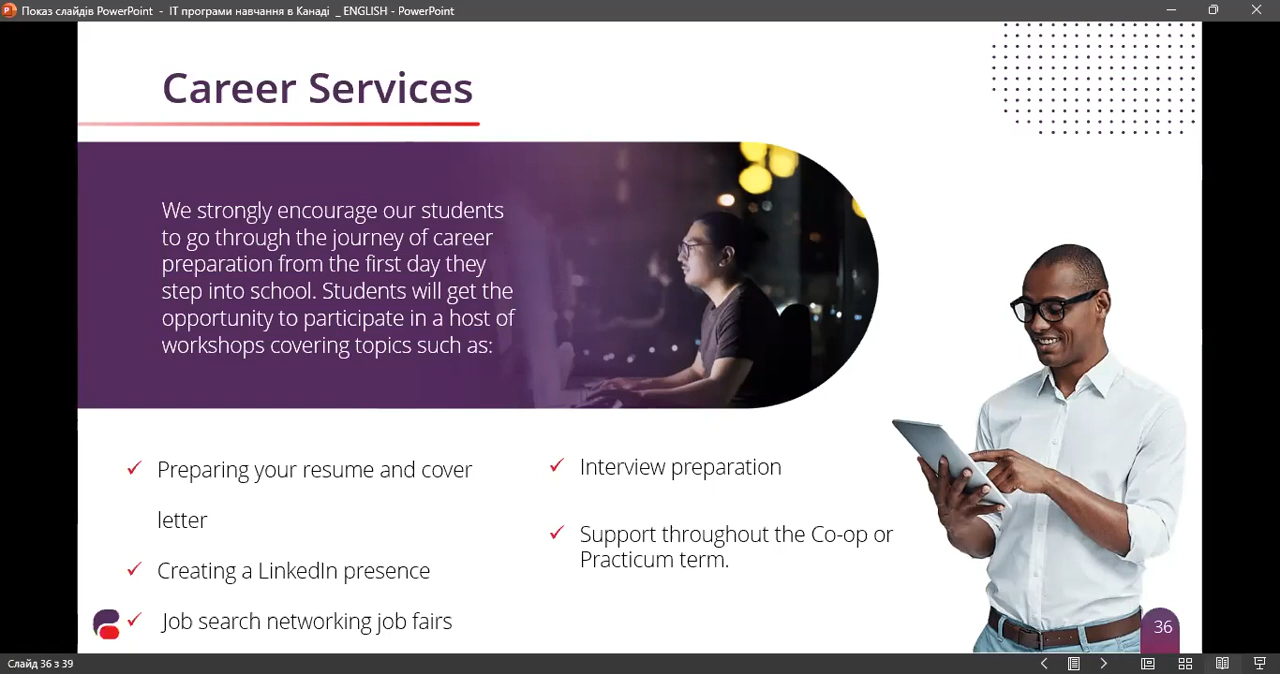 Показ слайдів PowerPoint - ІТ програми навчання в Канаді _ ENGLISH - PowerPoint
Career Services
We strongly encourage our students
to go through the journey of career
preparation from the first day they
step into school. Students will get the
opportunity to participate in a host of
workshops covering topics such as:
Preparing your resume and cover
letter
Creating a LinkedIn presence
Job search networking job fairs
Interview preparation
Support throughout the Co-op or
Practicum term.
36
Слайд 36 з 39